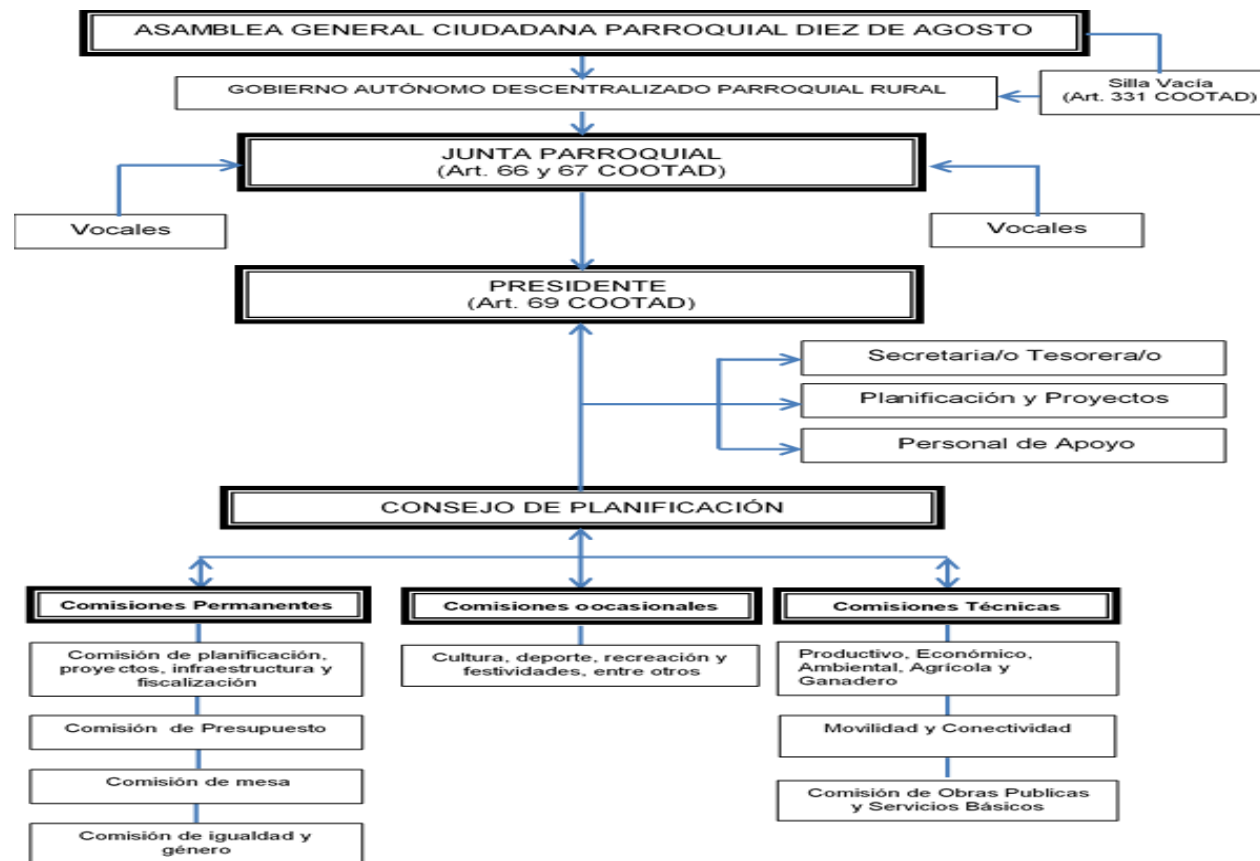 ASAMBLEA GENERAL CIUDADANA PARROQUIAL DIEZ DE AGOSTO
GOBIERNO AUTÓNOMO DESCENTRALIZADO PARROQUIAL RURAL
Silla Vacía
(Art. 331 COOTAD)
JUNTA PARROQUIAL
(Art. 66 y 67 COOTAD)
Vocales
Vocales
PRESIDENTE
(Art. 69 COOTAD)
Secretaria/o Tesorera/o
Planificación y Proyectos
Personal de Apoyo
CONSEJO DE PLANIFICACIÓN
Comisiones Permanentes
Comisión de planificación,
proyectos, infraestructura y
fiscalización
Comisión de Presupuesto
Comisión de mesa
Comisión de igualdad y
género
Comisiones oocasionales
Cultura, deporte, recreación y
festividades, entre otros
Comisiones Técnicas
Productivo, Económico,
Ambiental, Agrícola y
Ganadero
Movilidad y Conectividad
Comisión de Obras Publicas
y Servicios Básicos